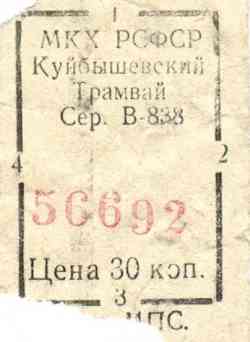 1
МКХ РСФСР
Куйбышевский
Трамвай
Сер. В-838
4
2
56692
Цена 30 коп.
3